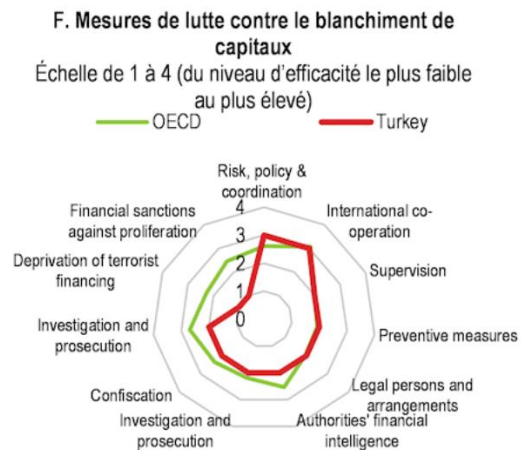 F. Mesures de lutte contre le blanchiment de
capitaux
Échelle de 1 à 4 (du niveau d'efficacité le plus faible
au plus élevé)
OECD
Turkey
Risk, policy &
coordination
International co-
operation
Supervision
Preventive measures
Legal persons and
arrangements
Authorities' financial
intelligence
Investigation and
prosecution
Confiscation
Investigation and
prosecution
Deprivation of terrorist
financing
Financial sanctions
against proliferation
4
3
2
1
0